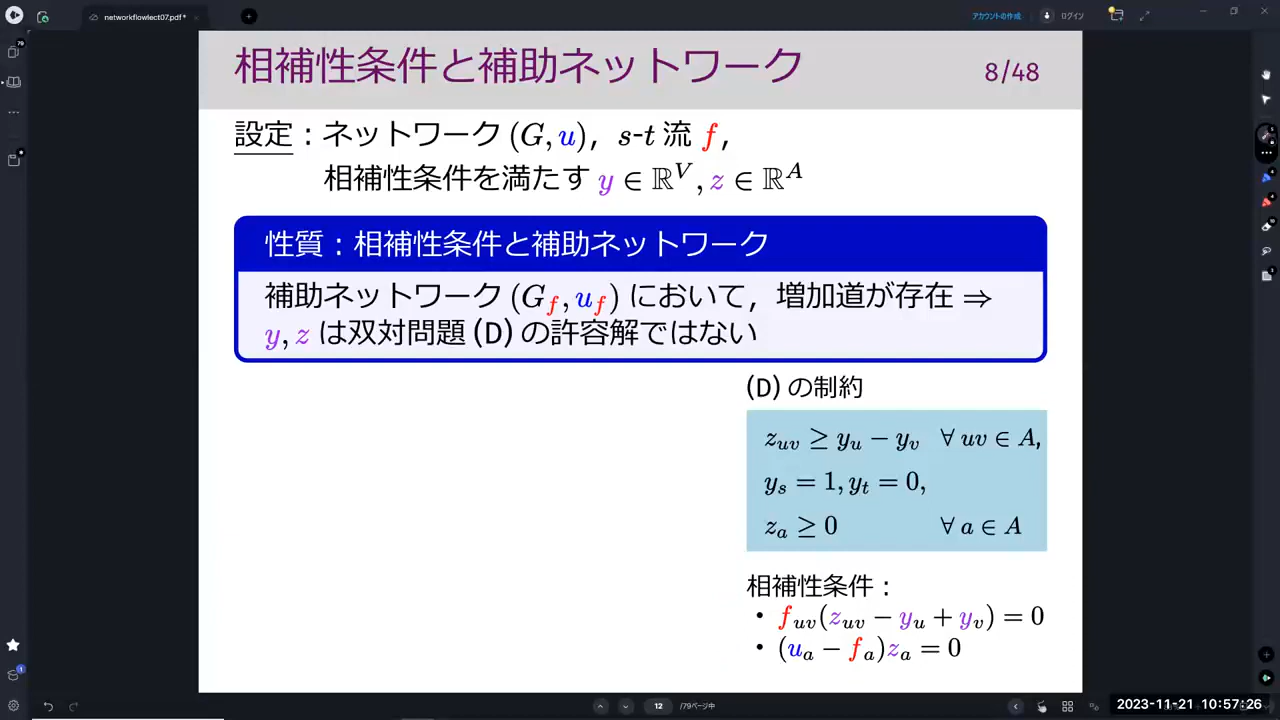 networkflowlect07.pdf*
アカウントの作成
ログイン
相補性条件と補助ネットワーク
8/48
設定：ネットワーク (G, u), s-t 流 f,
相補性条件を満たす y ∈ ℝ^V, z ∈ ℝ^A
性質：相補性条件と補助ネットワーク
補助ネットワーク (G_f, u_f) において, 増加道が存在 ⇒
y, z は双対問題 (D) の許容解ではない
(D) の制約
z_uv ≥ y_u − y_v ∀ uv ∈ A,
y_s = 1, y_t = 0,
z_a ≥ 0 ∀ a ∈ A
相補性条件：
• f_uv(z_uv − y_u + y_v) = 0
• (u_a − f_a)z_a = 0
12
/79ページ中
2023-11-21 10:57:26